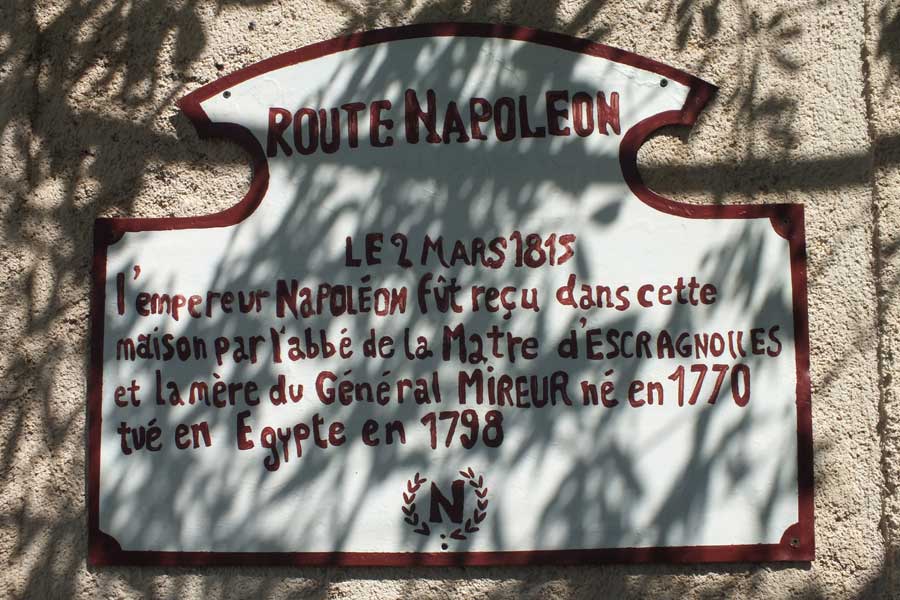 ROUTE NAPOLEON
LE 2 MARS 1815
l'empereur NAPOLÉON fût reçu dans cette
maison par l'abbé de la Matre d'ESCRAGNOLLES
et la mère du Général MIREUR né en 1770
tué en Egypte en 1798
N